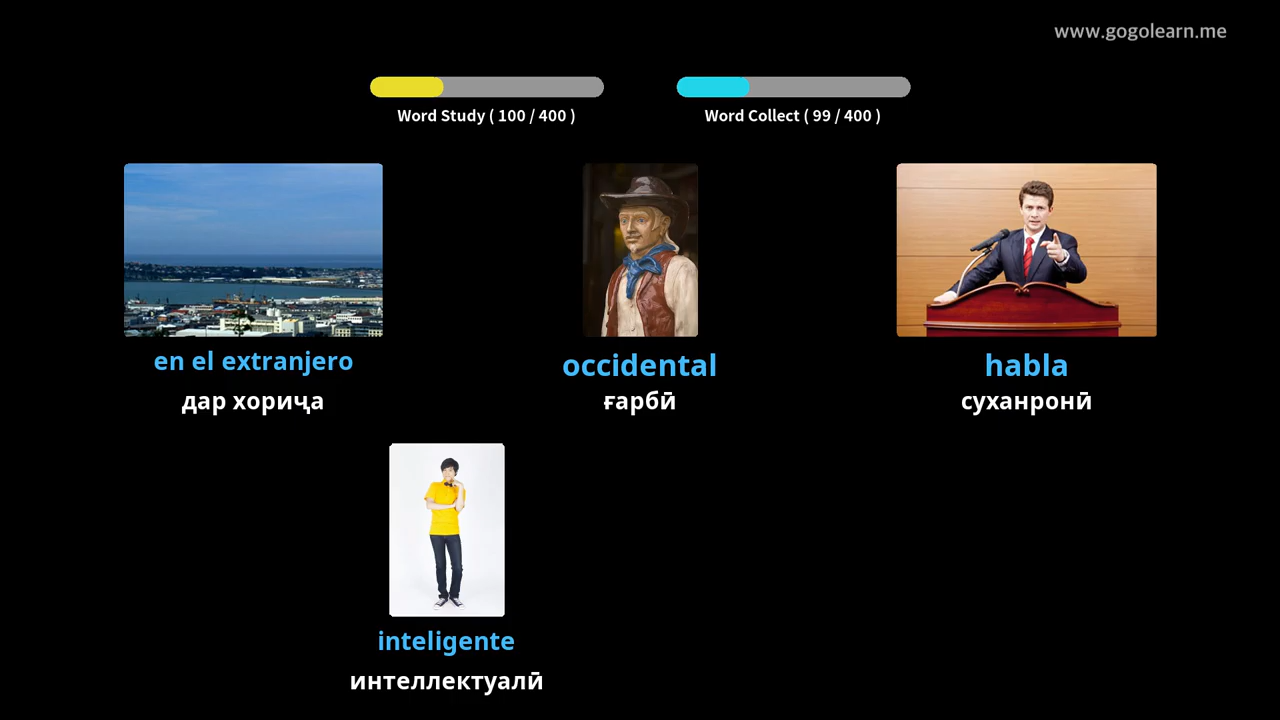 www.gogolearn.me
Word Study ( 100 / 400 )
Word Collect ( 99 / 400 )
en el extranjero
occidental
habla
дар хориҷа
ғарбӣ
суханронӣ
inteligente
интеллектуалӣ